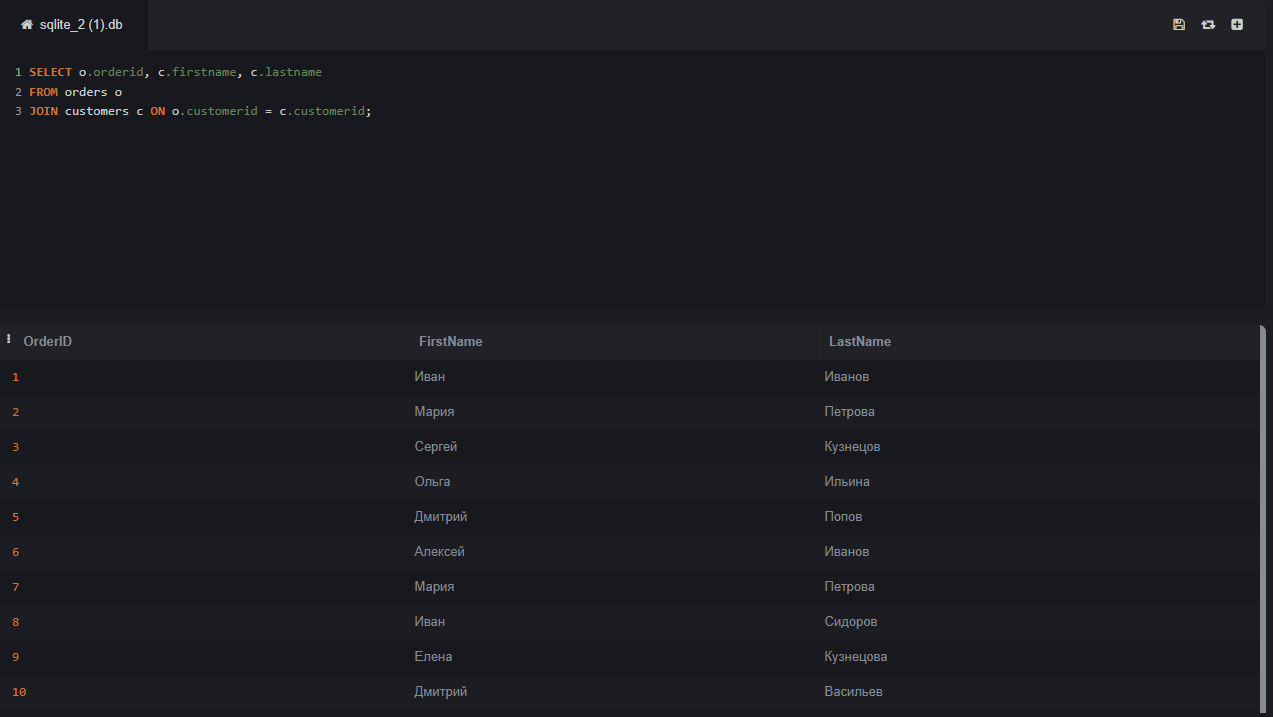 sqlite_2 (1).db
1 SELECT o.orderid, c.firstname, c.lastname
2 FROM orders o
3 JOIN customers c ON o.customerid = c.customerid;
OrderID FirstName LastName
1 Иван Иванов
2 Мария Петрова
3 Сергей Кузнецов
4 Ольга Ильина
5 Дмитрий Попов
6 Алексей Иванов
7 Мария Петрова
8 Иван Сидоров
9 Елена Кузнецова
10 Дмитрий Васильев